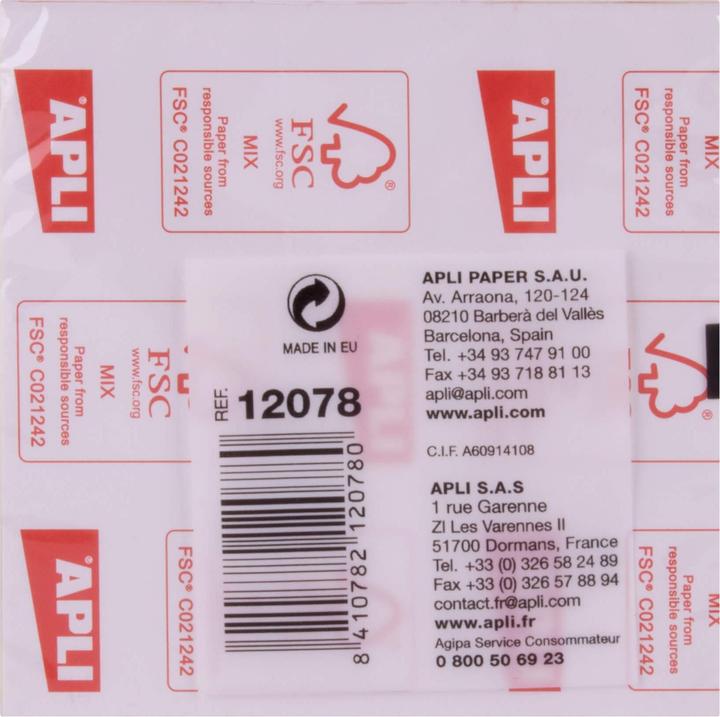 APLI
FSC® C021242
responsible sources
Paper from
MIX
www.fsc.org
FSC
®
APLI
FSC® C021242
responsible sources
Paper from
MIX
FSC® C021242
responsible sources
Paper from
MIX
www.fsc.org
FSC
MADE IN EU
REF. 12078
8 410782 120780
APLI
APLI PAPER S.A.U.
Av. Arraona, 120-124
08210 Barberà del Vallès
Barcelona, Spain
Tel. +34 93 747 91 00
Fax +34 93 718 81 13
apli@apli.com
www.apli.com
C.I.F. A60914108
APLI S.A.S
1 rue Garenne
ZI Les Varennes II
51700 Dormans, France
Tel. +33 (0) 326 58 24 89
Fax +33 (0) 326 57 88 94
contact.fr@apli.com
www.apli.fr
Agipa Service Consommateur
0 800 50 69 23
®
APLI
FSC® C021242
FSC® C021242
responsible sources
Paper from
MIX